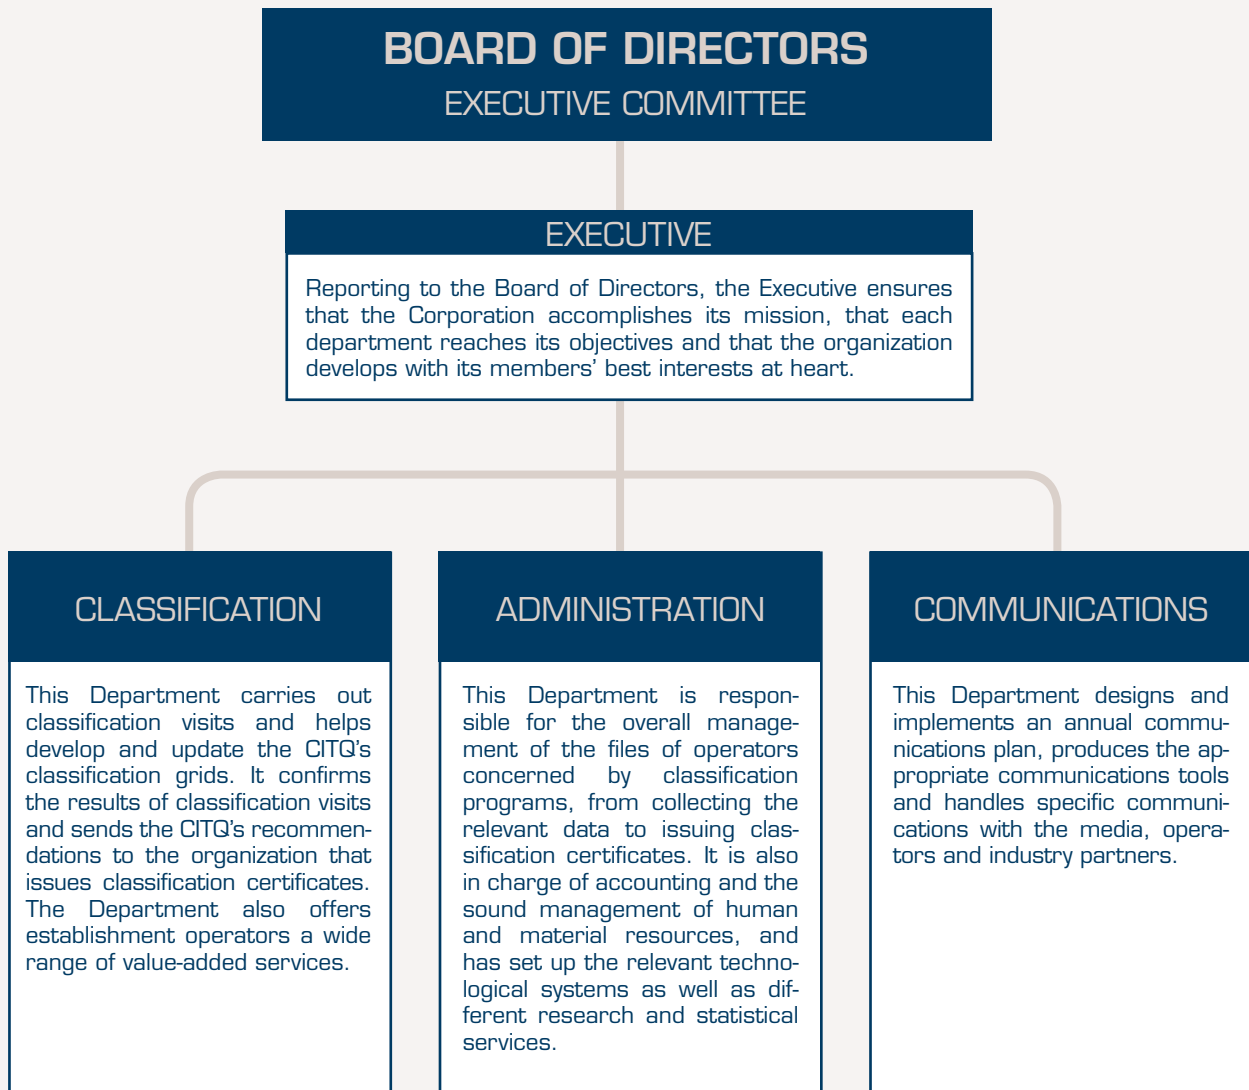 BOARD OF DIRECTORS
EXECUTIVE COMMITTEE
EXECUTIVE
Reporting to the Board of Directors, the Executive ensures
that the Corporation accomplishes its mission, that each
department reaches its objectives and that the organization
develops with its members’ best interests at heart.
CLASSIFICATION
This Department carries out
classification visits and helps
develop and update the CITQ’s
classification grids. It confirms
the results of classification visits
and sends the CITQ’s recommen-
dations to the organization that
issues classification certificates.
The Department also offers
establishment operators a wide
range of value-added services.
ADMINISTRATION
This Department is respon-
sible for the overall manage-
ment of the files of operators
concerned by classification
programs, from collecting the
relevant data to issuing clas-
sification certificates. It is also
in charge of accounting and the
sound management of human
and material resources, and
has set up the relevant techno-
logical systems as well as dif-
ferent research and statistical
services.
COMMUNICATIONS
This Department designs and
implements an annual commu-
nications plan, produces the ap-
propriate communications tools
and handles specific communi-
cations with the media, opera-
tors and industry partners.